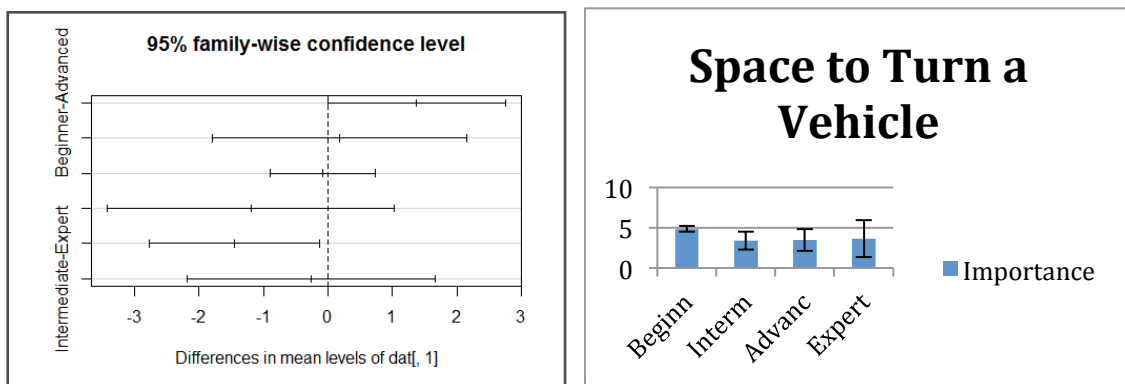 95% family-wise confidence level
Beginner-Advanced
Intermediate-Expert
-3 -2 -1 0 1 2 3
Differences in mean levels of dat[, 1]
Space to Turn a
Vehicle
10
5
0
Beginn
Interm
Advanc
Expert
Importance